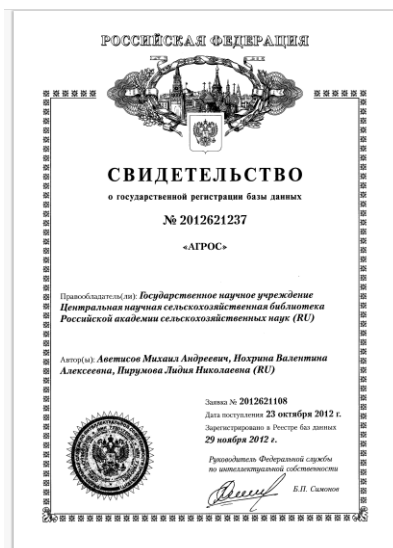 РОССИЙСКАЯ ФЕДЕРАЦИЯ
СВИДЕТЕЛЬСТВО
о государственной регистрации базы данных
№ 2012621237
«АГРОС»
Правообладатель(ли): Государственное научное учреждение
Центральная научная сельскохозяйственная библиотека
Российской академии сельскохозяйственных наук (RU)
Автор(ы): Аветисов Михаил Андреевич, Нохрина Валентина
Алексеевна, Пирумова Лидия Николаевна (RU)
Заявка № 2012621108
Дата поступления 23 октября 2012 г.
Зарегистрировано в Реестре баз данных
29 ноября 2012 г.
Руководитель Федеральной службы
по интеллектуальной собственности
Б.П. Симонов